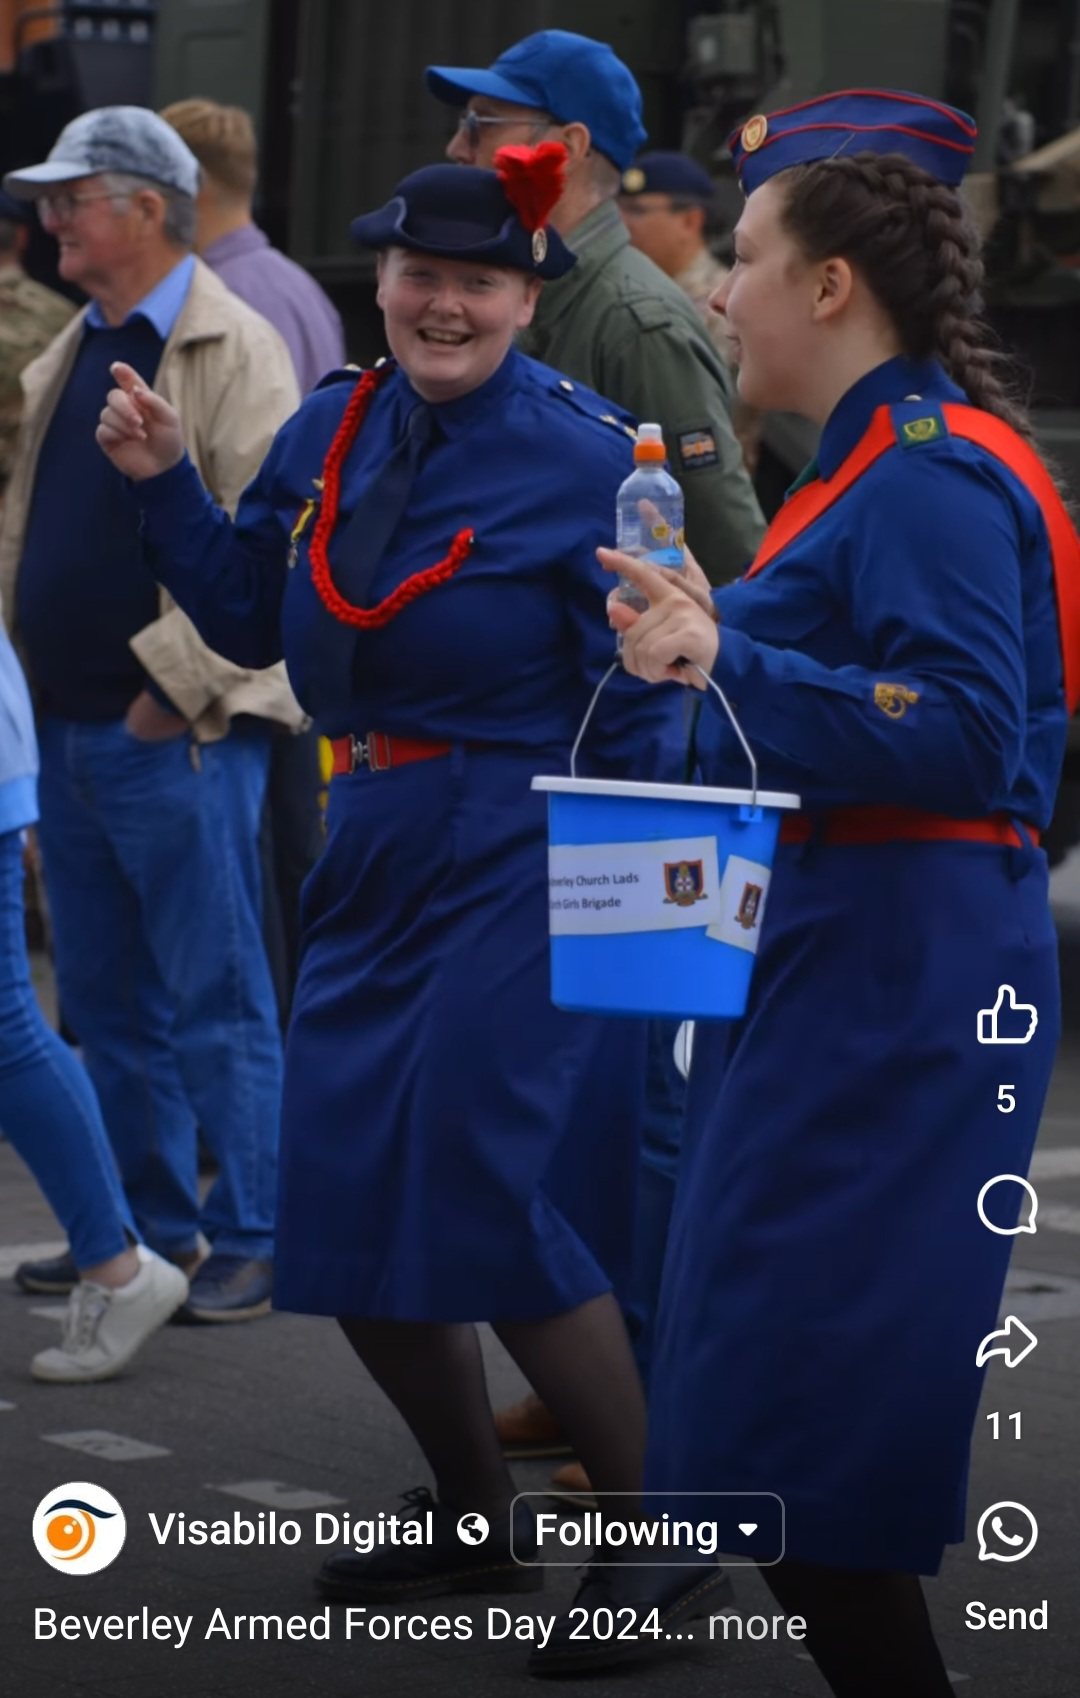 Church Lads
Girls Brigade
5
11
Visabilo Digital
Following
Beverley Armed Forces Day 2024... more
Send